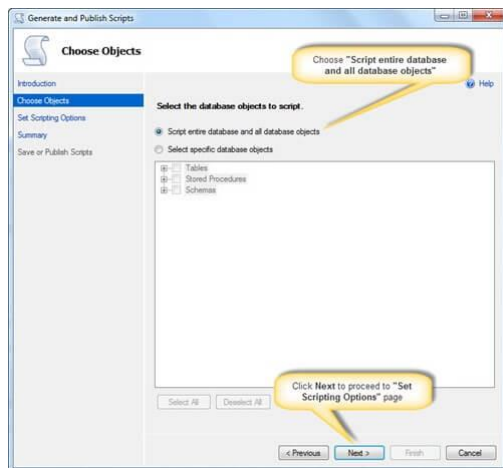 Generate and Publish Scripts
Choose Objects
Choose "Script entire database
and all database objects"
Help
Introduction
Choose Objects
Set Scripting Options
Summary
Save or Publish Scripts
Select the database objects to script.
Script entire database and all database objects
Select specific database objects
Tables
Stored Procedures
Schemas
Click Next to proceed to "Set
Scripting Options" page
Select All
Deselect All
< Previous
Next >
Finish
Cancel